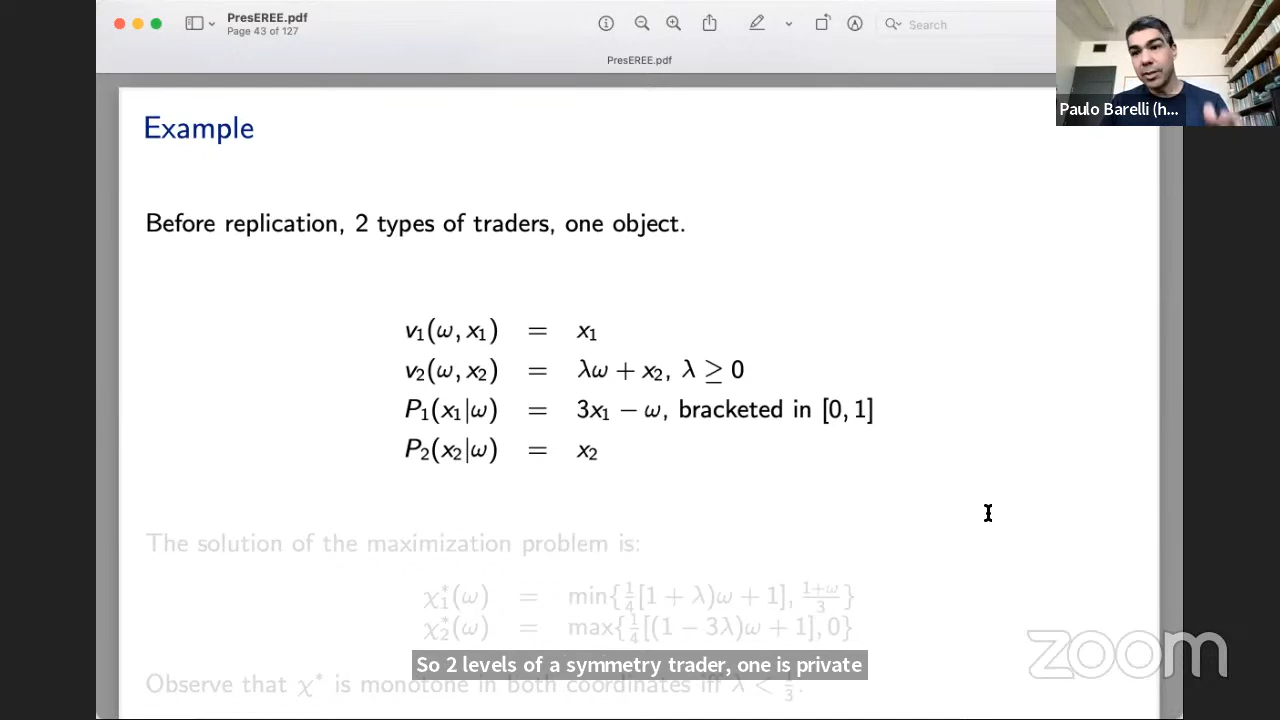 PresEREE.pdf
Page 43 of 127
Search
PresEREE.pdf
Paulo Barelli (h...
Example
Before replication, 2 types of traders, one object.
v₁(ω, x₁) = x₁
v₂(ω, x₂) = λω + x₂, λ ≥ 0
P₁(x₁|ω) = 3x₁ − ω, bracketed in [0, 1]
P₂(x₂|ω) = x₂
The solution of the maximization problem is:
χ₁*(ω) = min{¼[1 + λ)ω + 1], (1+ω)/3}
χ₂*(ω) = max{¼[(1 − 3λ)ω + 1], 0}
So 2 levels of a symmetry trader, one is private
Observe that χ* is monotone in both coordinates iff λ < ⅓.
zoom